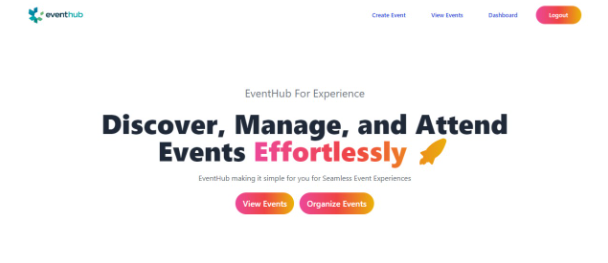 eventhub
Create Event
View Events
Dashboard
Logout
EventHub For Experience
Discover, Manage, and Attend
Events Effortlessly
EventHub making it simple for you for Seamless Event Experiences
View Events
Organize Events